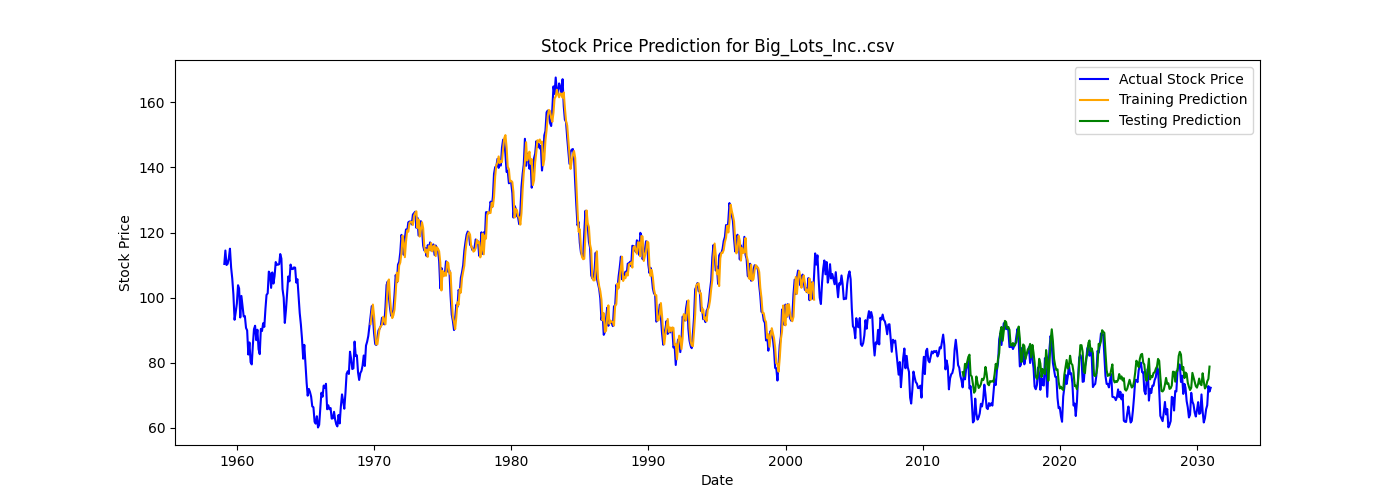 Stock Price Prediction for Big_Lots_Inc..csv
Actual Stock Price
Training Prediction
Testing Prediction
Stock Price
160
140
120
100
80
60
1960 1970 1980 1990 2000 2010 2020 2030
Date